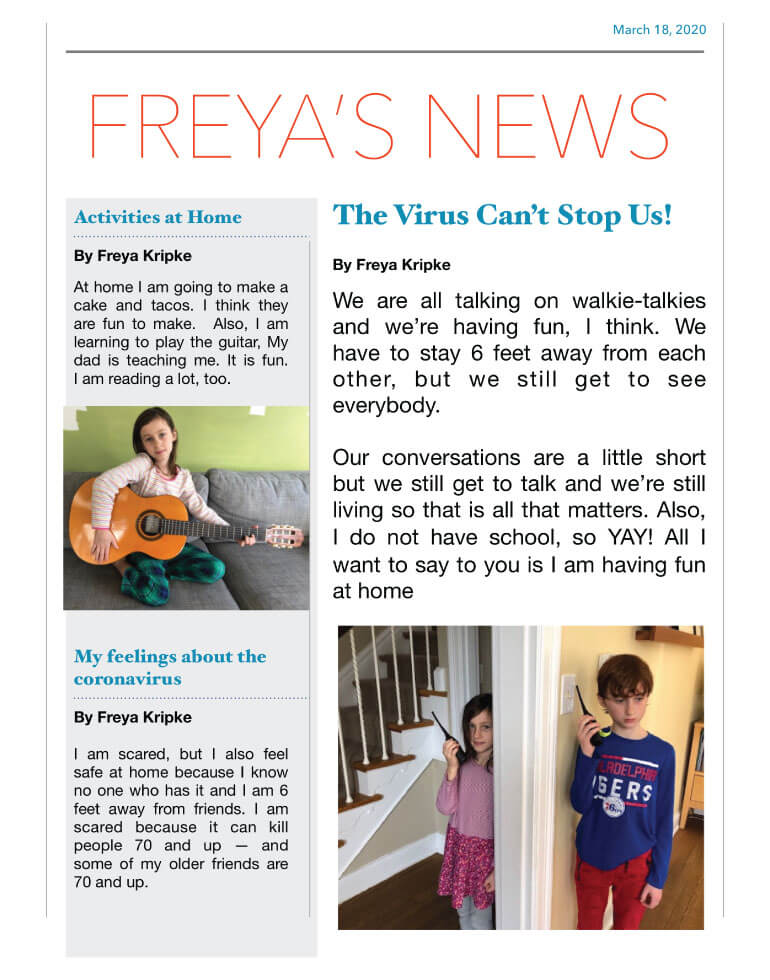 March 18, 2020
FREYA'S NEWS
Activities at Home
By Freya Kripke
At home I am going to make a
cake and tacos. I think they
are fun to make. Also, I am
learning to play the guitar, My
dad is teaching me. It is fun.
I am reading a lot, too.
My feelings about the
coronavirus
By Freya Kripke
I am scared, but I also feel
safe at home because I know
no one who has it and I am 6
feet away from friends. I am
scared because it can kill
people 70 and up — and
some of my older friends are
70 and up.
The Virus Can't Stop Us!
By Freya Kripke
We are all talking on walkie-talkies
and we're having fun, I think. We
have to stay 6 feet away from each
other, but we still get to see
everybody.
Our conversations are a little short
but we still get to talk and we're still
living so that is all that matters. Also,
I do not have school, so YAY! All I
want to say to you is I am having fun
at home
PHILADELPHIA
76ERS